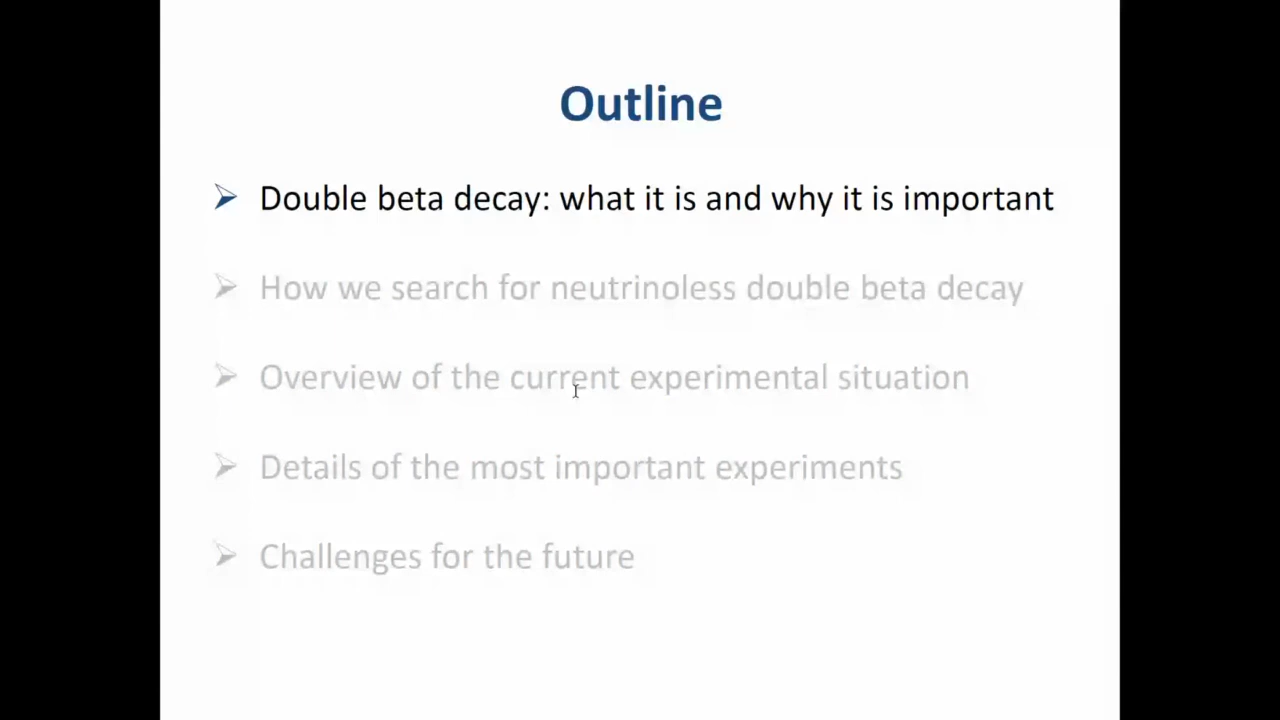 Outline
Double beta decay: what it is and why it is important
How we search for neutrinoless double beta decay
Overview of the current experimental situation
Details of the most important experiments
Challenges for the future